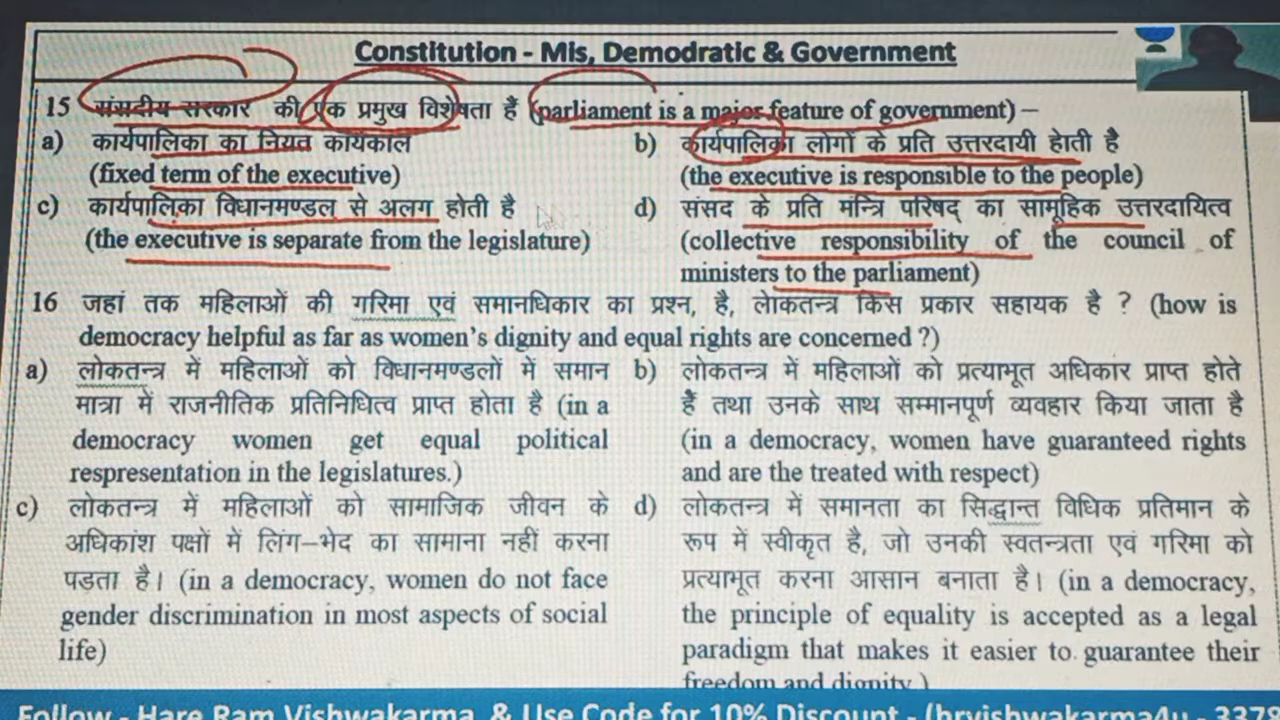 Constitution - Mis, Demodratic & Government
15 संसदीय सरकार की एक प्रमुख विशेषता है (parliament is a major feature of government) –
a) कार्यपालिका का नियत कार्यकाल
(fixed term of the executive)
b) कार्यपालिका लोगों के प्रति उत्तरदायी होती है
(the executive is responsible to the people)
c) कार्यपालिका विधानमण्डल से अलग होती है
(the executive is separate from the legislature)
d) संसद के प्रति मन्त्रि परिषद् का सामूहिक उत्तरदायित्व
(collective responsibility of the council of
ministers to the parliament)
16 जहां तक महिलाओं की गरिमा एवं समानधिकार का प्रश्न, है, लोकतन्त्र किस प्रकार सहायक है ? (how is
democracy helpful as far as women's dignity and equal rights are concerned ?)
a) लोकतन्त्र में महिलाओं को विधानमण्डलों में समान
मात्रा में राजनीतिक प्रतिनिधित्व प्राप्त होता है (in a
democracy women get equal political
respresentation in the legislatures.)
b) लोकतन्त्र में महिलाओं को प्रत्याभूत अधिकार प्राप्त होते
हैं तथा उनके साथ सम्मानपूर्ण व्यवहार किया जाता है
(in a democracy, women have guaranteed rights
and are the treated with respect)
c) लोकतन्त्र में महिलाओं को सामाजिक जीवन के
अधिकांश पक्षों में लिंग–भेद का सामाना नहीं करना
पड़ता है। (in a democracy, women do not face
gender discrimination in most aspects of social
life)
d) लोकतन्त्र में समानता का सिद्धान्त विधिक प्रतिमान के
रूप में स्वीकृत है, जो उनकी स्वतन्त्रता एवं गरिमा को
प्रत्याभूत करना आसान बनाता है। (in a democracy,
the principle of equality is accepted as a legal
paradigm that makes it easier to guarantee their
freedom and dignity.)
Follow - Hare Ram Vishwakarma & Use Code for 10% Discount - (hrvishwakarma4u - 3379